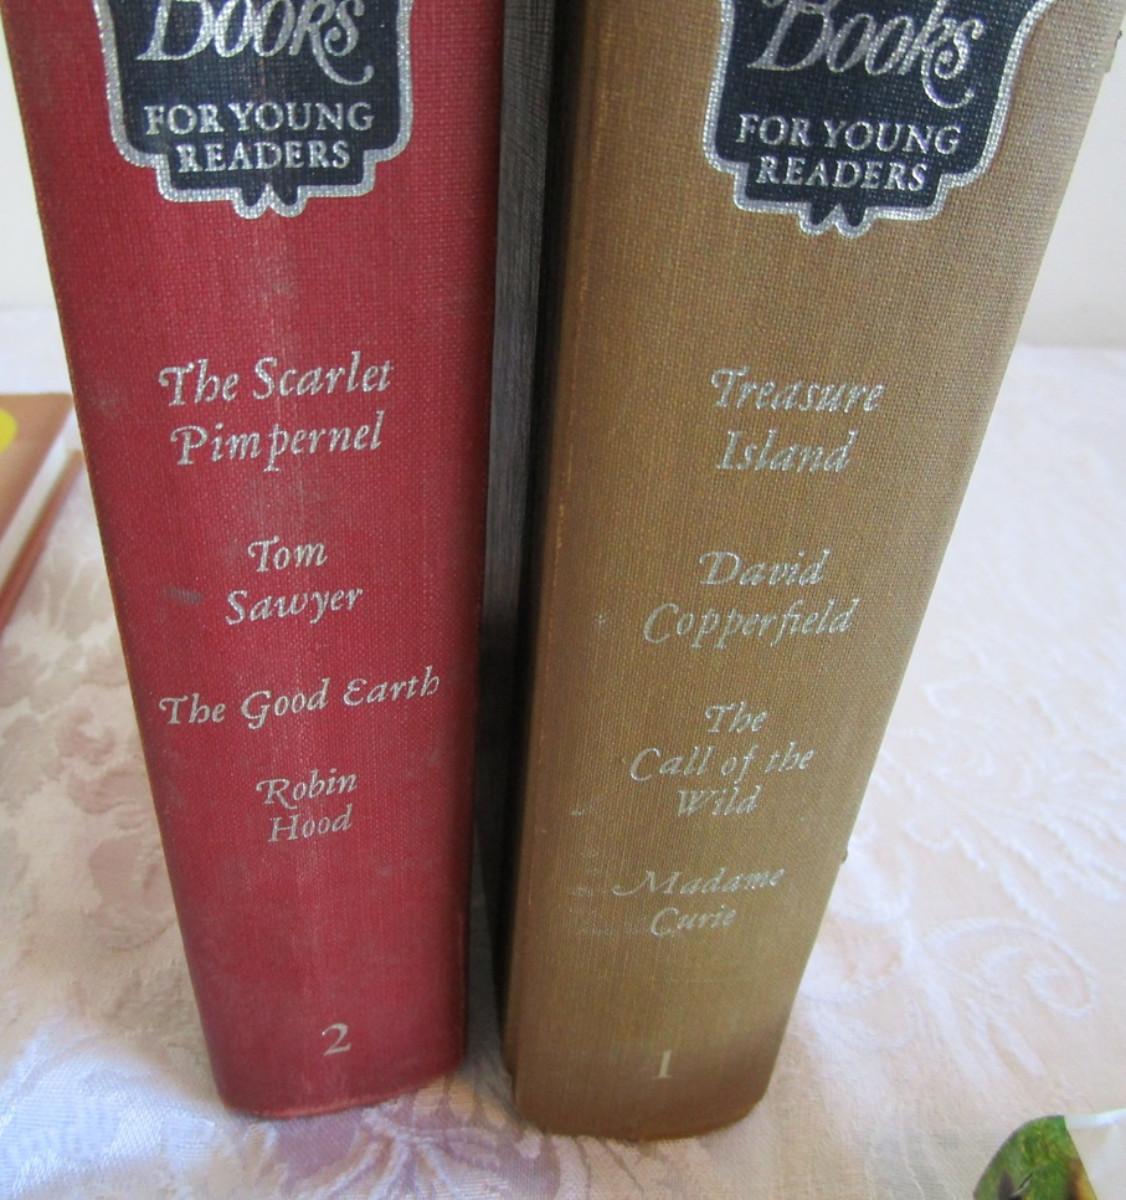 Books
FOR YOUNG
READERS
The Scarlet
Pimpernel
Tom
Sawyer
The Good Earth
Robin
Hood
2
Books
FOR YOUNG
READERS
Treasure
Island
David
Copperfield
The
Call of the
Wild
Madame
Curie
1